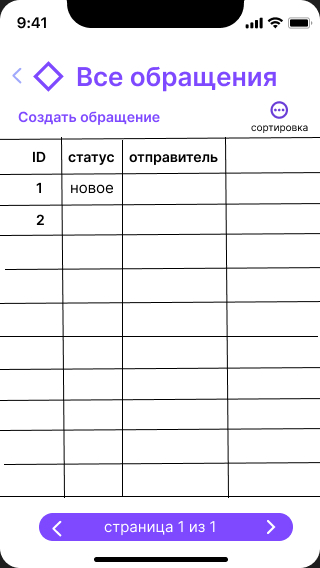 9:41
Все обращения
Создать обращение
сортировка
ID статус отправитель
1 новое
2
страница 1 из 1